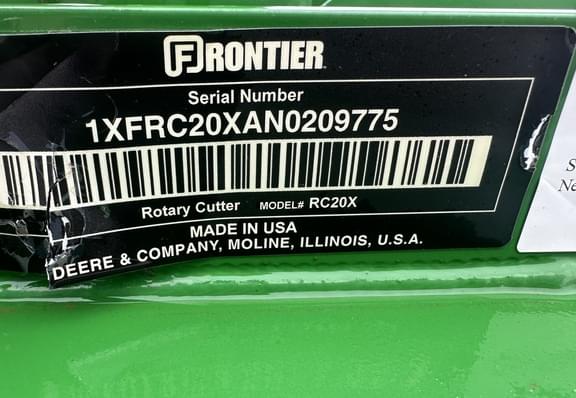 FRONTIER
Serial Number
1XFRC20XAN0209775
Rotary Cutter MODEL# RC20X
MADE IN USA
DEERE & COMPANY, MOLINE, ILLINOIS, U.S.A.